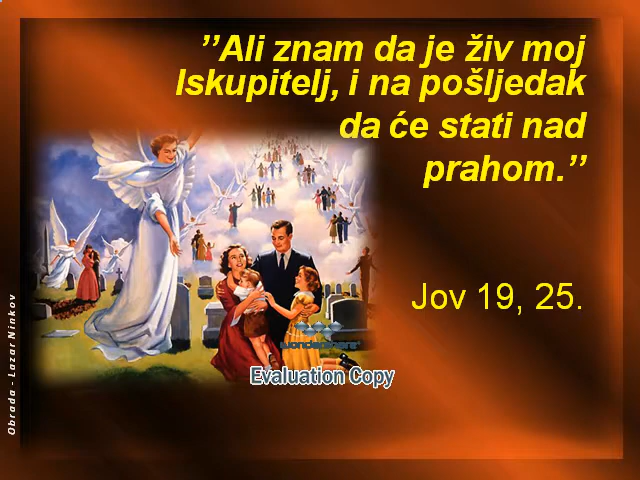 ’’Ali znam da je živ moj
Iskupitelj, i na pošljedak
da će stati nad
prahom.’’
Jov 19, 25.
Wondershare
Evaluation Copy
Obrada - Lazar Ninkov